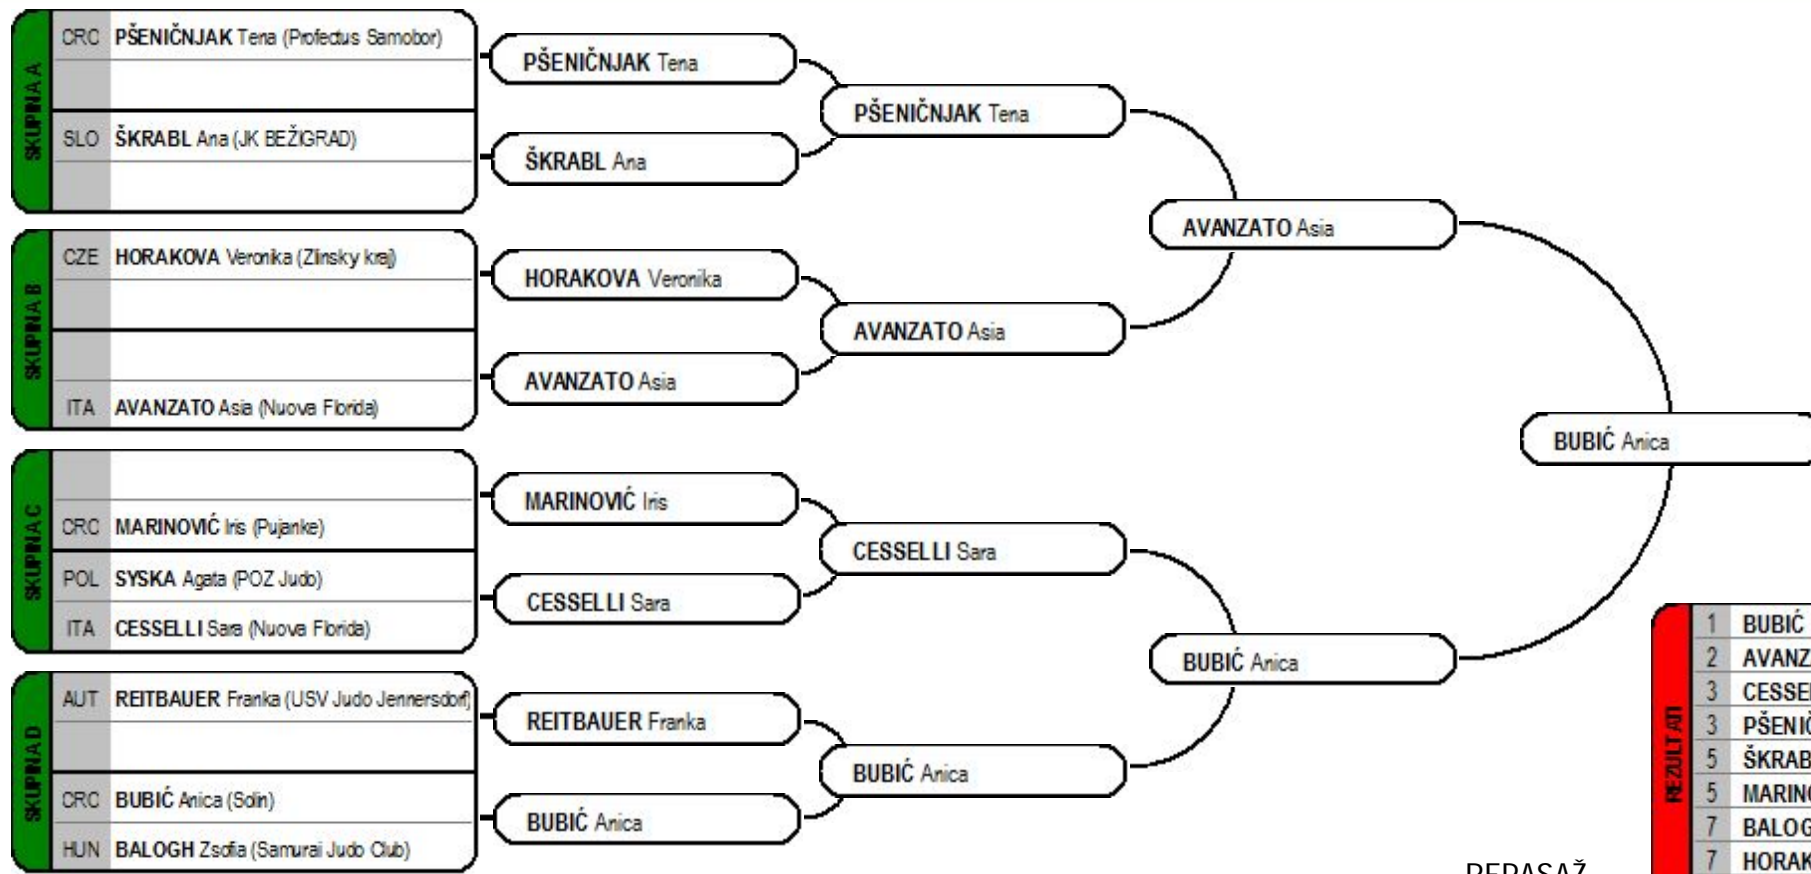 SKUPINA A
CRO PŠENIČNJAK Tena (Profectus Samobor)
SLO ŠKRABL Ana (JK BEŽIGRAD)
SKUPINA B
CZE HORAKOVA Veronika (Zlinsky kraj)
ITA AVANZATO Asia (Nuova Florida)
SKUPINA C
CRO MARINOVIĆ Iris (Pujanke)
POL SYSKA Agata (POZ Judo)
ITA CESSELLI Sara (Nuova Florida)
SKUPINA D
AUT REITBAUER Franka (USV Judo Jennersdorf)
CRO BUBIĆ Anica (Solin)
HUN BALOGH Zsofia (Samurai Judo Club)
PŠENIČNJAK Tena
ŠKRABL Ana
HORAKOVA Veronika
AVANZATO Asia
MARINOVIĆ Iris
CESSELLI Sara
REITBAUER Franka
BUBIĆ Anica
PŠENIČNJAK Tena
AVANZATO Asia
CESSELLI Sara
BUBIĆ Anica
AVANZATO Asia
BUBIĆ Anica
BUBIĆ Anica
REPASAŽ
REZULTATI
1 BUBIĆ
2 AVANZ
3 CESSE
3 PŠENIČ
5 ŠKRAB
5 MARINO
7 BALOG
7 HORAK